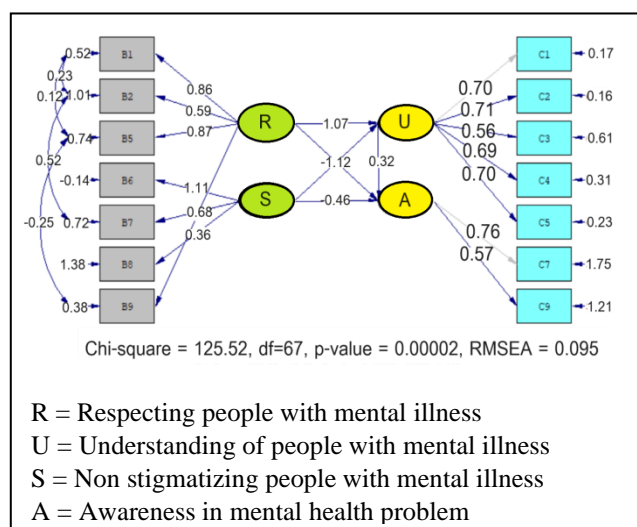 0.52 B1 C1 0.17
0.23 0.86 0.70
0.12 1.01 B2 0.59 R 1.07 U 0.71 C2 0.16
0.74 B5 0.87 0.56 C3 0.61
0.52 -1.12 0.32 0.69
-0.14 B6 1.11 C4 0.31
-0.25 0.72 B7 0.68 S -0.46 A 0.70 C5 0.23
0.36 0.76
1.38 B8 0.57 C7 1.75
0.38 B9 C9 1.21
Chi-square = 125.52, df=67, p-value = 0.00002, RMSEA = 0.095
R = Respecting people with mental illness
U = Understanding of people with mental illness
S = Non stigmatizing people with mental illness
A = Awareness in mental health problem